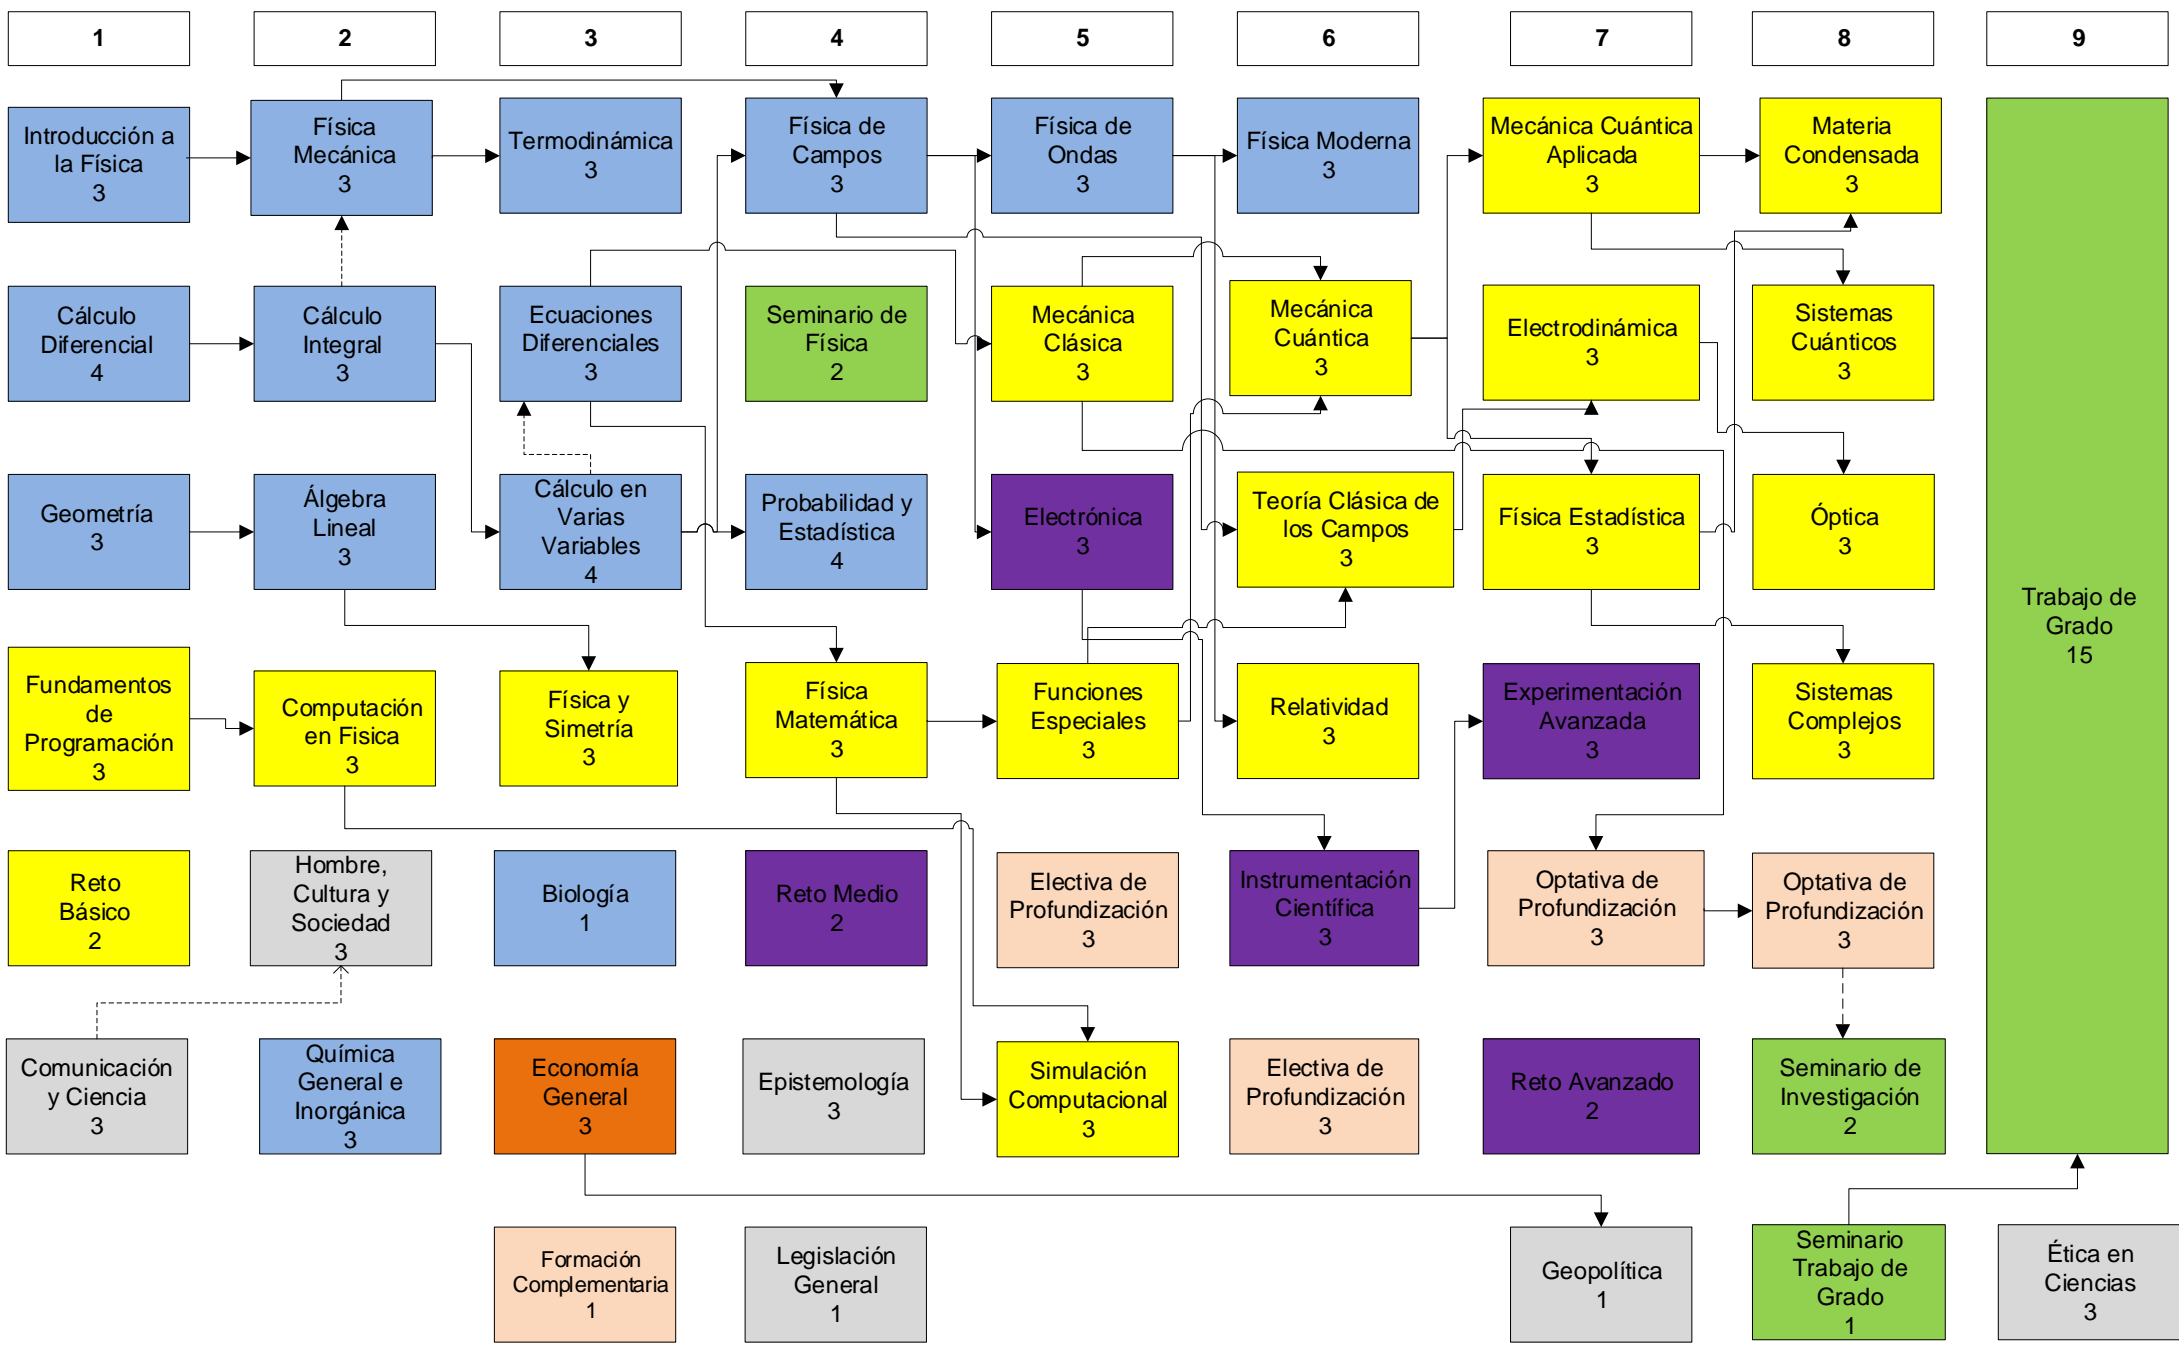 1
2
3
4
5
6
7
8
9
Introducción a
la Física
3
Física
Mecánica
3
Termodinámica
3
Física de
Campos
3
Física de
Ondas
3
Física Moderna
3
Mecánica Cuántica
Aplicada
3
Materia
Condensada
3
Cálculo
Diferencial
4
Cálculo
Integral
3
Ecuaciones
Diferenciales
3
Seminario de
Física
2
Mecánica
Clásica
3
Mecánica
Cuántica
3
Electrodinámica
3
Sistemas
Cuánticos
3
Geometría
3
Álgebra
Lineal
3
Cálculo en
Varias
Variables
4
Probabilidad y
Estadística
4
Electrónica
3
Teoría Clásica de
los Campos
3
Física Estadística
3
Óptica
3
Trabajo de
Grado
15
Fundamentos
de
Programación
3
Computación
en Fisica
3
Física y
Simetría
3
Física
Matemática
3
Funciones
Especiales
3
Relatividad
3
Experimentación
Avanzada
3
Sistemas
Complejos
3
Reto
Básico
2
Hombre,
Cultura y
Sociedad
3
Biología
1
Reto Medio
2
Electiva de
Profundización
3
Instrumentación
Científica
3
Optativa de
Profundización
3
Optativa de
Profundización
3
Comunicación
y Ciencia
3
Química
General e
Inorgánica
3
Economía
General
3
Epistemología
3
Simulación
Computacional
3
Electiva de
Profundización
3
Reto Avanzado
2
Seminario de
Investigación
2
Formación
Complementaria
1
Legislación
General
1
Geopolítica
1
Seminario
Trabajo de
Grado
1
Ética en
Ciencias
3